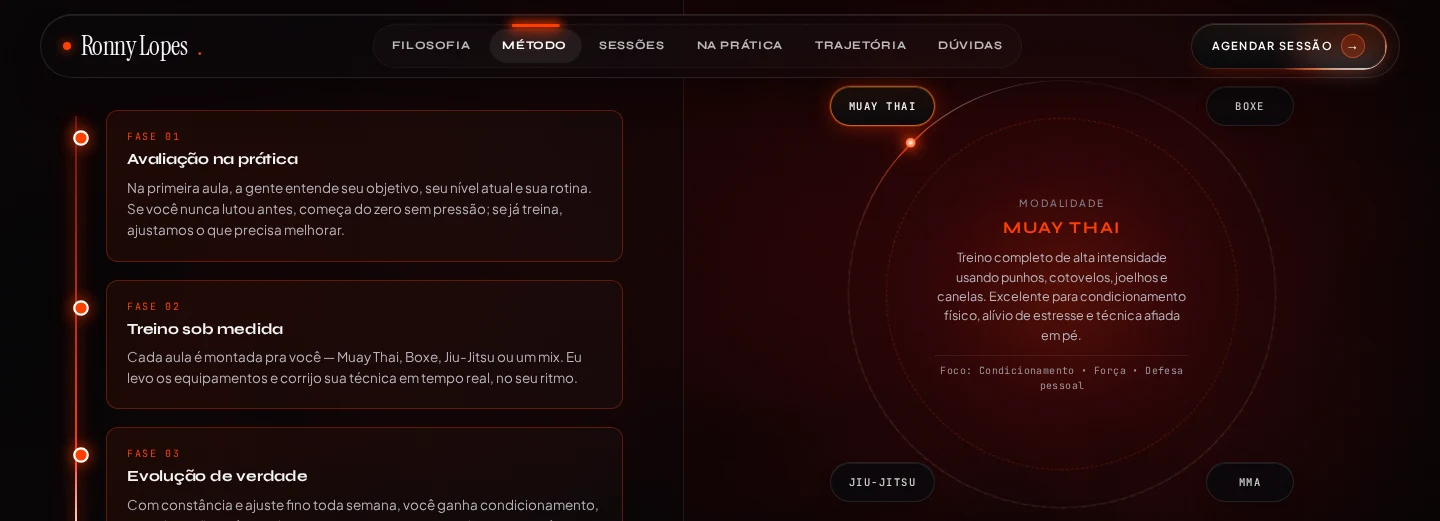 Ronny Lopes .
FILOSOFIA
MÉTODO
SESSÕES
NA PRÁTICA
TRAJETÓRIA
DÚVIDAS
AGENDAR SESSÃO →
FASE 01
Avaliação na prática
Na primeira aula, a gente entende seu objetivo, seu nível atual e sua rotina.
Se você nunca lutou antes, começa do zero sem pressão; se já treina,
ajustamos o que precisa melhorar.
FASE 02
Treino sob medida
Cada aula é montada pra você — Muay Thai, Boxe, Jiu-Jitsu ou um mix. Eu
levo os equipamentos e corrijo sua técnica em tempo real, no seu ritmo.
FASE 03
Evolução de verdade
Com constância e ajuste fino toda semana, você ganha condicionamento,
MUAY THAI
BOXE
MODALIDADE
MUAY THAI
Treino completo de alta intensidade
usando punhos, cotovelos, joelhos e
canelas. Excelente para condicionamento
físico, alívio de estresse e técnica afiada
em pé.
Foco: Condicionamento • Força • Defesa
pessoal
JIU-JITSU
MMA